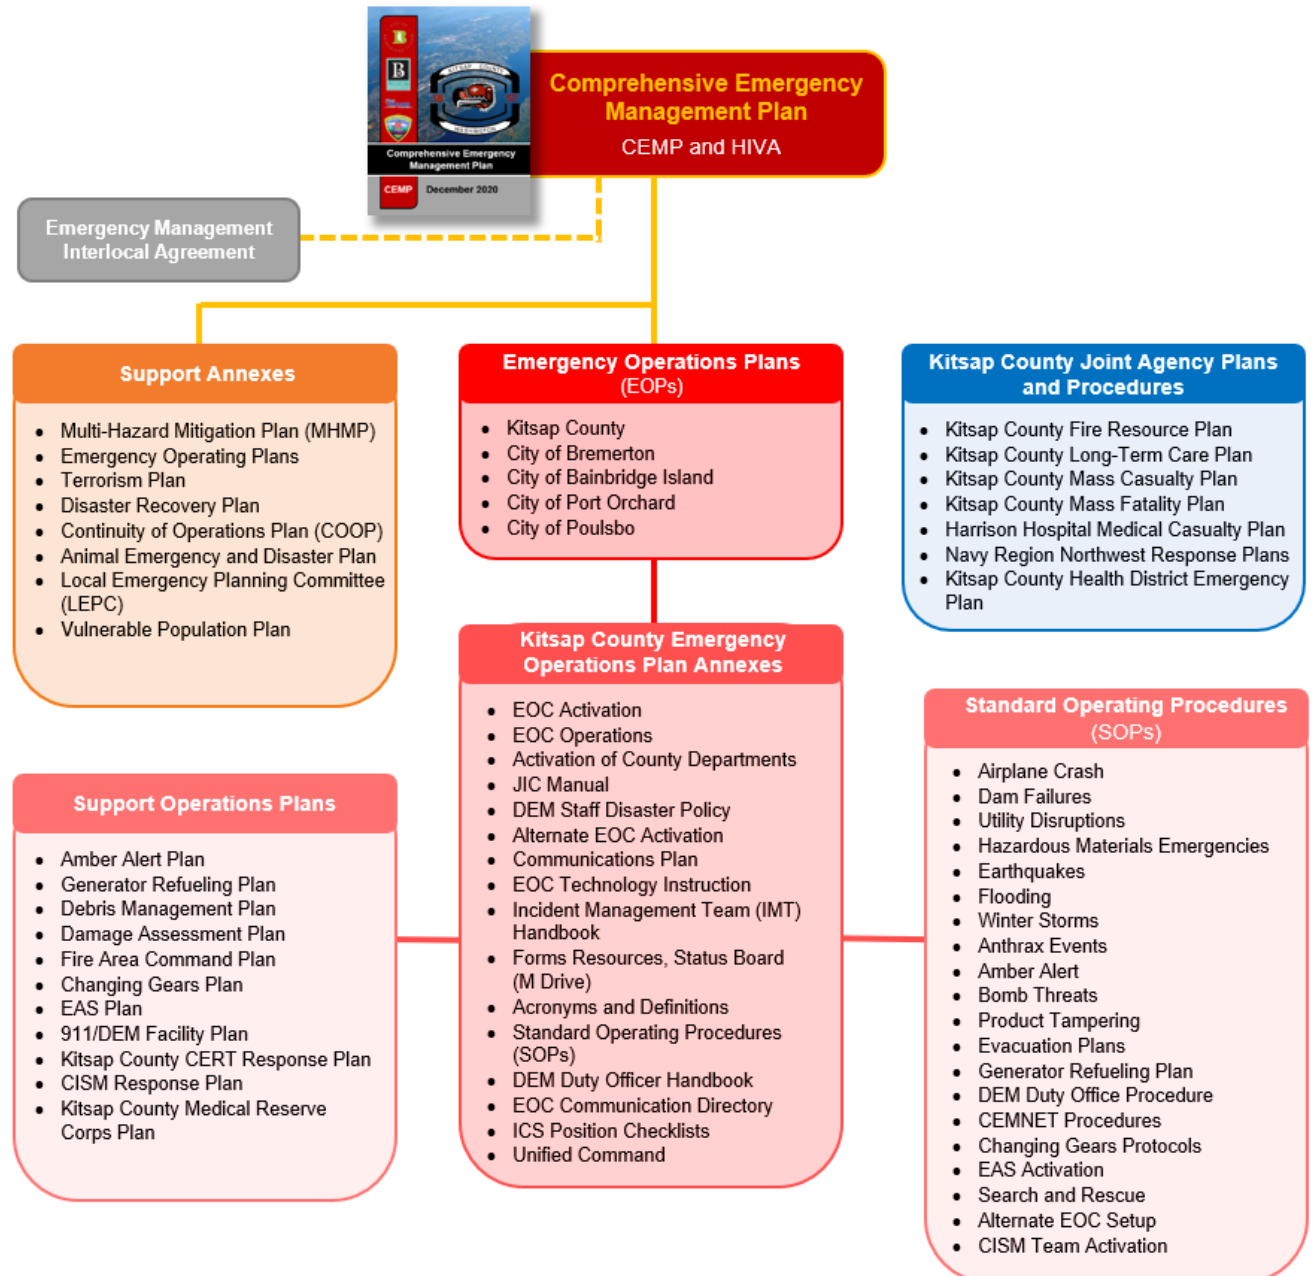 KITSAP COUNTY
WASHINGTON
B
Comprehensive Emergency
Management Plan
CEMP
December 2020
Comprehensive Emergency
Management Plan
CEMP and HIVA
Emergency Management
Interlocal Agreement
Support Annexes
• Multi-Hazard Mitigation Plan (MHMP)
• Emergency Operating Plans
• Terrorism Plan
• Disaster Recovery Plan
• Continuity of Operations Plan (COOP)
• Animal Emergency and Disaster Plan
• Local Emergency Planning Committee
(LEPC)
• Vulnerable Population Plan
Emergency Operations Plans
(EOPs)
• Kitsap County
• City of Bremerton
• City of Bainbridge Island
• City of Port Orchard
• City of Poulsbo
Kitsap County Joint Agency Plans
and Procedures
• Kitsap County Fire Resource Plan
• Kitsap County Long-Term Care Plan
• Kitsap County Mass Casualty Plan
• Kitsap County Mass Fatality Plan
• Harrison Hospital Medical Casualty Plan
• Navy Region Northwest Response Plans
• Kitsap County Health District Emergency
Plan
Support Operations Plans
• Amber Alert Plan
• Generator Refueling Plan
• Debris Management Plan
• Damage Assessment Plan
• Fire Area Command Plan
• Changing Gears Plan
• EAS Plan
• 911/DEM Facility Plan
• Kitsap County CERT Response Plan
• CISM Response Plan
• Kitsap County Medical Reserve
Corps Plan
Kitsap County Emergency
Operations Plan Annexes
• EOC Activation
• EOC Operations
• Activation of County Departments
• JIC Manual
• DEM Staff Disaster Policy
• Alternate EOC Activation
• Communications Plan
• EOC Technology Instruction
• Incident Management Team (IMT)
Handbook
• Forms Resources, Status Board
(M Drive)
• Acronyms and Definitions
• Standard Operating Procedures
(SOPs)
• DEM Duty Officer Handbook
• EOC Communication Directory
• ICS Position Checklists
• Unified Command
Standard Operating Procedures
(SOPs)
• Airplane Crash
• Dam Failures
• Utility Disruptions
• Hazardous Materials Emergencies
• Earthquakes
• Flooding
• Winter Storms
• Anthrax Events
• Amber Alert
• Bomb Threats
• Product Tampering
• Evacuation Plans
• Generator Refueling Plan
• DEM Duty Office Procedure
• CEMNET Procedures
• Changing Gears Protocols
• EAS Activation
• Search and Rescue
• Alternate EOC Setup
• CISM Team Activation